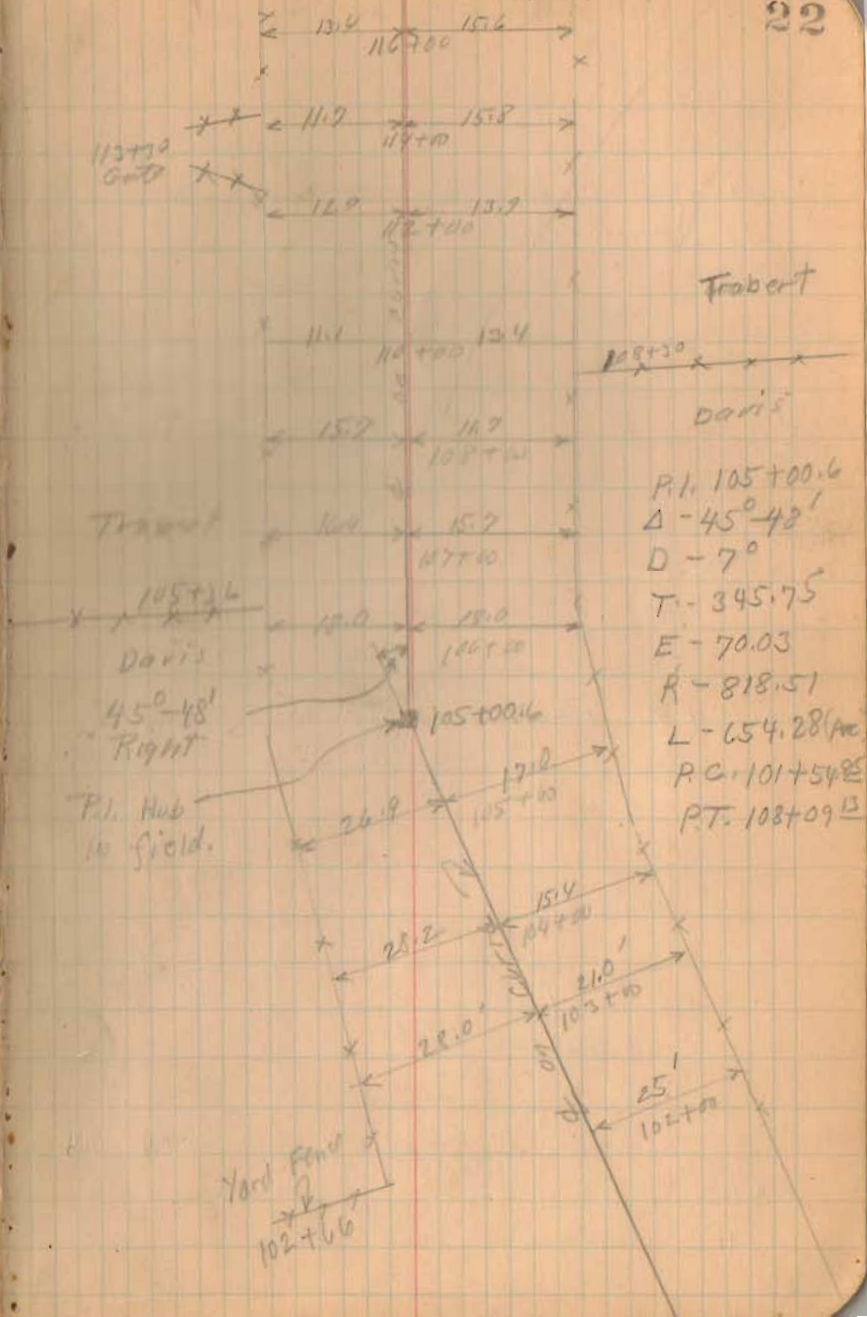 22
13.4 15.6
116+00
11.7 15.8
114+00
113+30
Gate
12.9 13.9
112+00
Trabert
11.1 13.4
110+00
108+30
Davis
15.7 11.7
108+00
P.I. 105+00.6
Δ - 45°-48'
D - 7°
T. - 345.75
E - 70.03
R - 818.51
L - 654.28 (Arc
P.C. 101+54.85
P.T. 108+09.13
16.4 15.7
107+00
105+36
18.0 18.0
106+00
Davis
45°-48'
Right
105+00.6
P.I. Hub
in field.
26.9 17.0
105+00
28.2 15.4
104+00
28.0' 21.0'
103+00
25'
102+00
Yard Fence
102+66